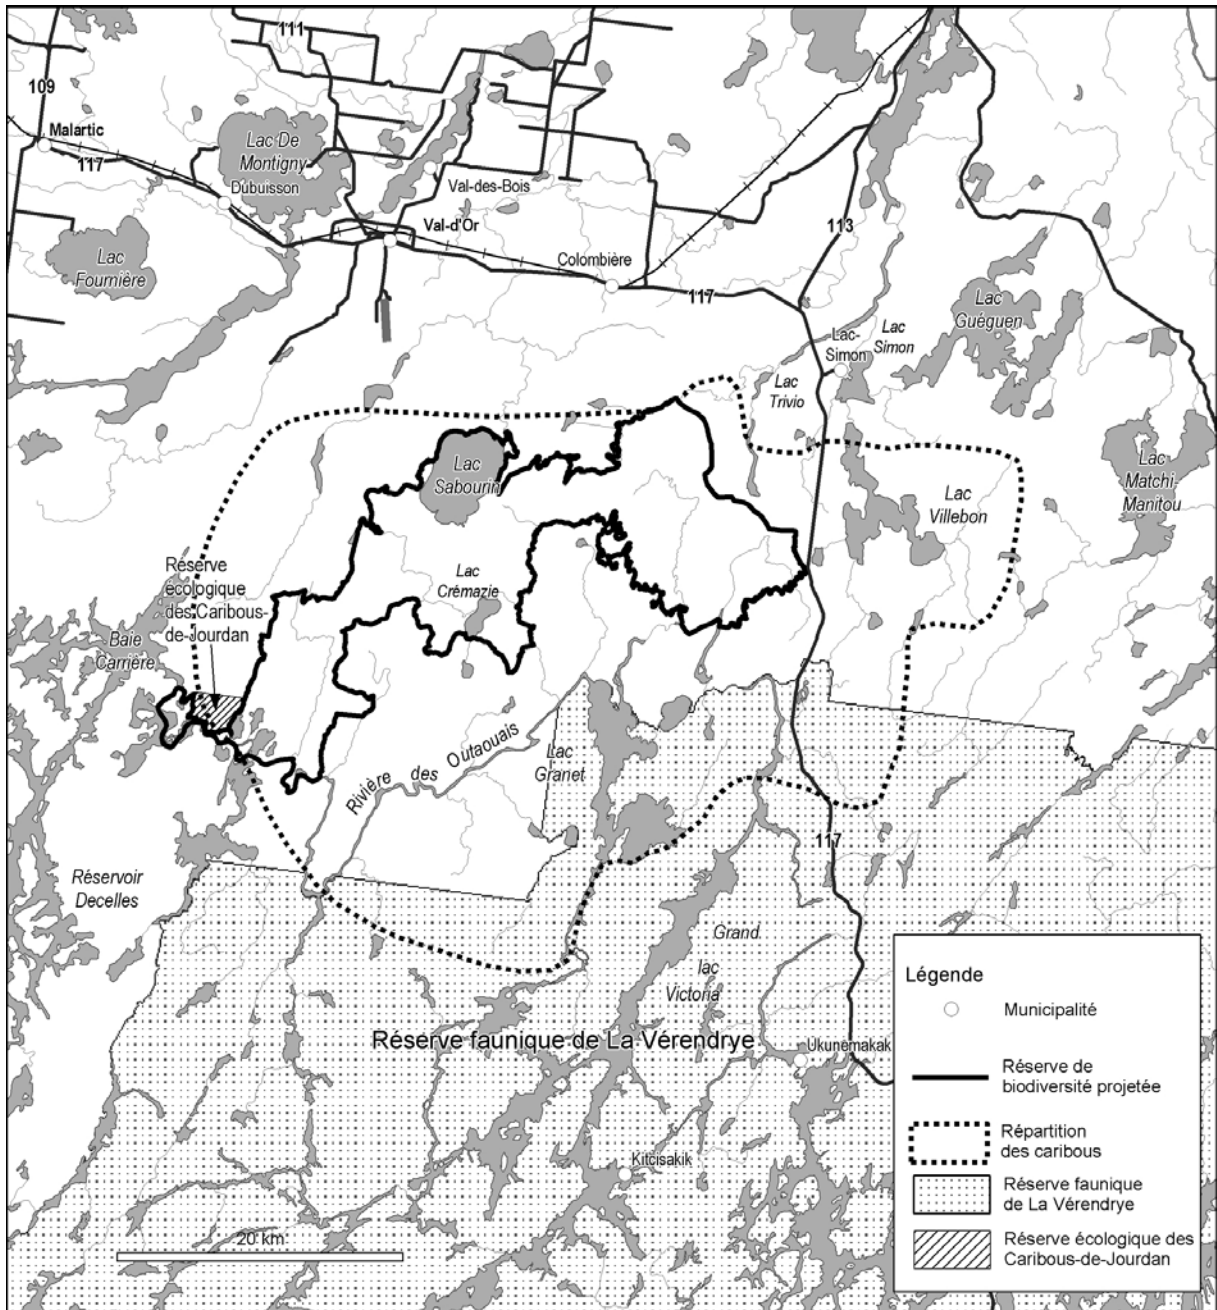 111
109
Malartic
117
Lac De
Montigny
Dubuisson
Val-des-Bois
Val-d'Or
Lac
Fournière
Colombière
117
113
Lac
Guéguen
Lac-
Simon
Lac
Simon
Lac
Trivio
Lac
Sabourin
Lac
Villebon
Lac
Matchi-
Manitou
Réserve
écologique
des Caribous-
de-Jourdan
Lac
Crémazie
Baie
Carrière
Rivière des Outaouais
Lac
Granet
117
Réservoir
Decelles
Grand
lac
Victoria
Réserve faunique de La Vérendrye
Ukunemakak
Kitcisakik
20 km
Légende
Municipalité
Réserve de
biodiversité projetée
Répartition
des caribous
Réserve faunique
de La Vérendrye
Réserve écologique des
Caribous-de-Jourdan